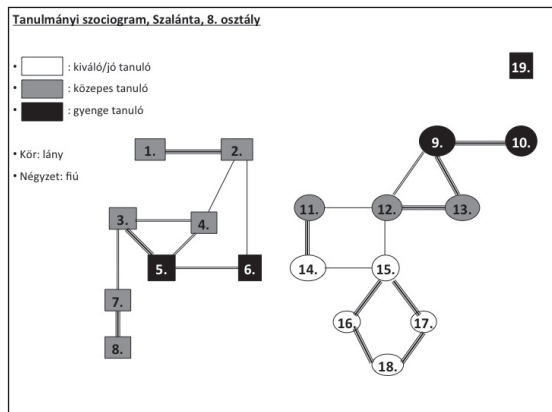 Tanulmányi szociogram, Szalánta, 8. osztály
• : kiváló/jó tanuló
• : közepes tanuló
• : gyenge tanuló
• Kör: lány
• Négyzet: fiú
19.
9. 10.
1. 2.
3. 4.
11. 12. 13.
5. 6.
14. 15.
7.
16. 17.
8.
18.